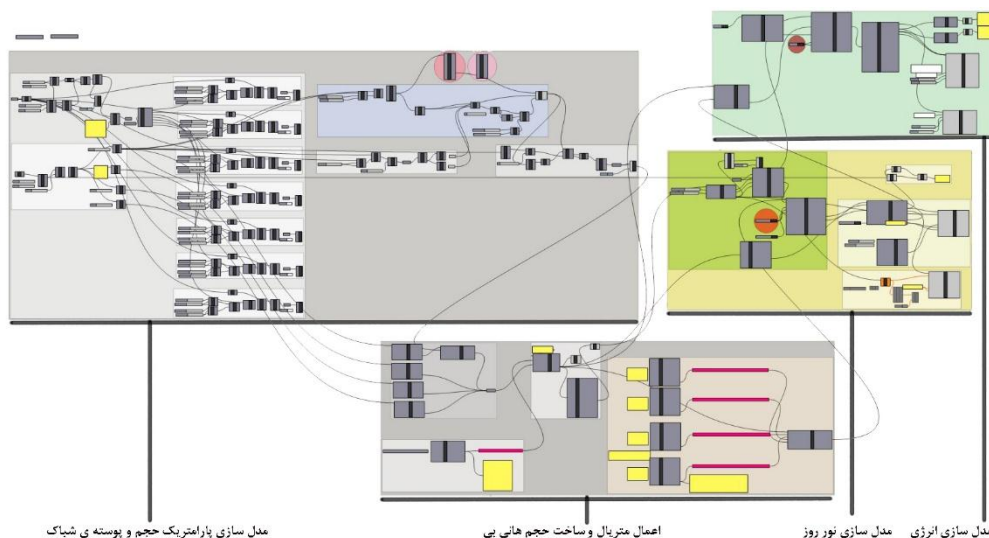 مدل سازی انرژی
مدل سازی نور روز
اعمال متریال و ساخت حجم هانی بی
مدل سازی پارامتریک حجم و پوسته ی شباک